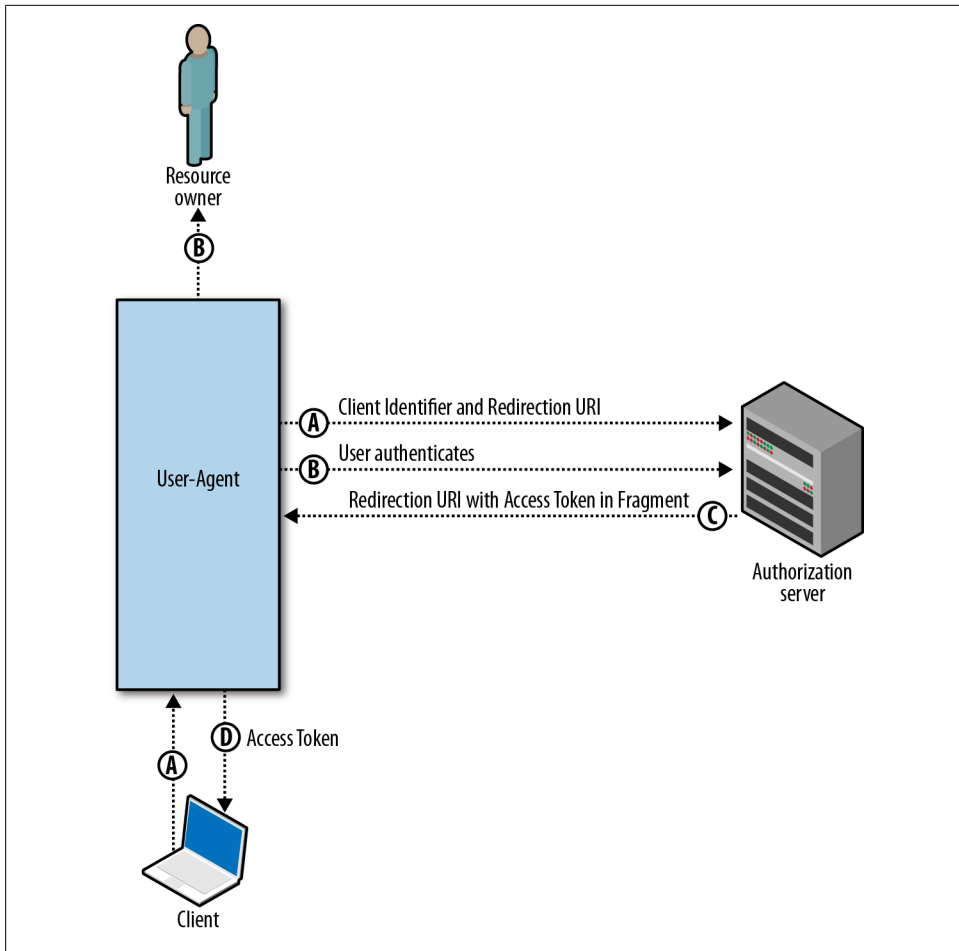 Resource
owner
B
Client Identifier and Redirection URI
A
User authenticates
B
User-Agent
Redirection URI with Access Token in Fragment
C
Authorization
server
D Access Token
A
Client